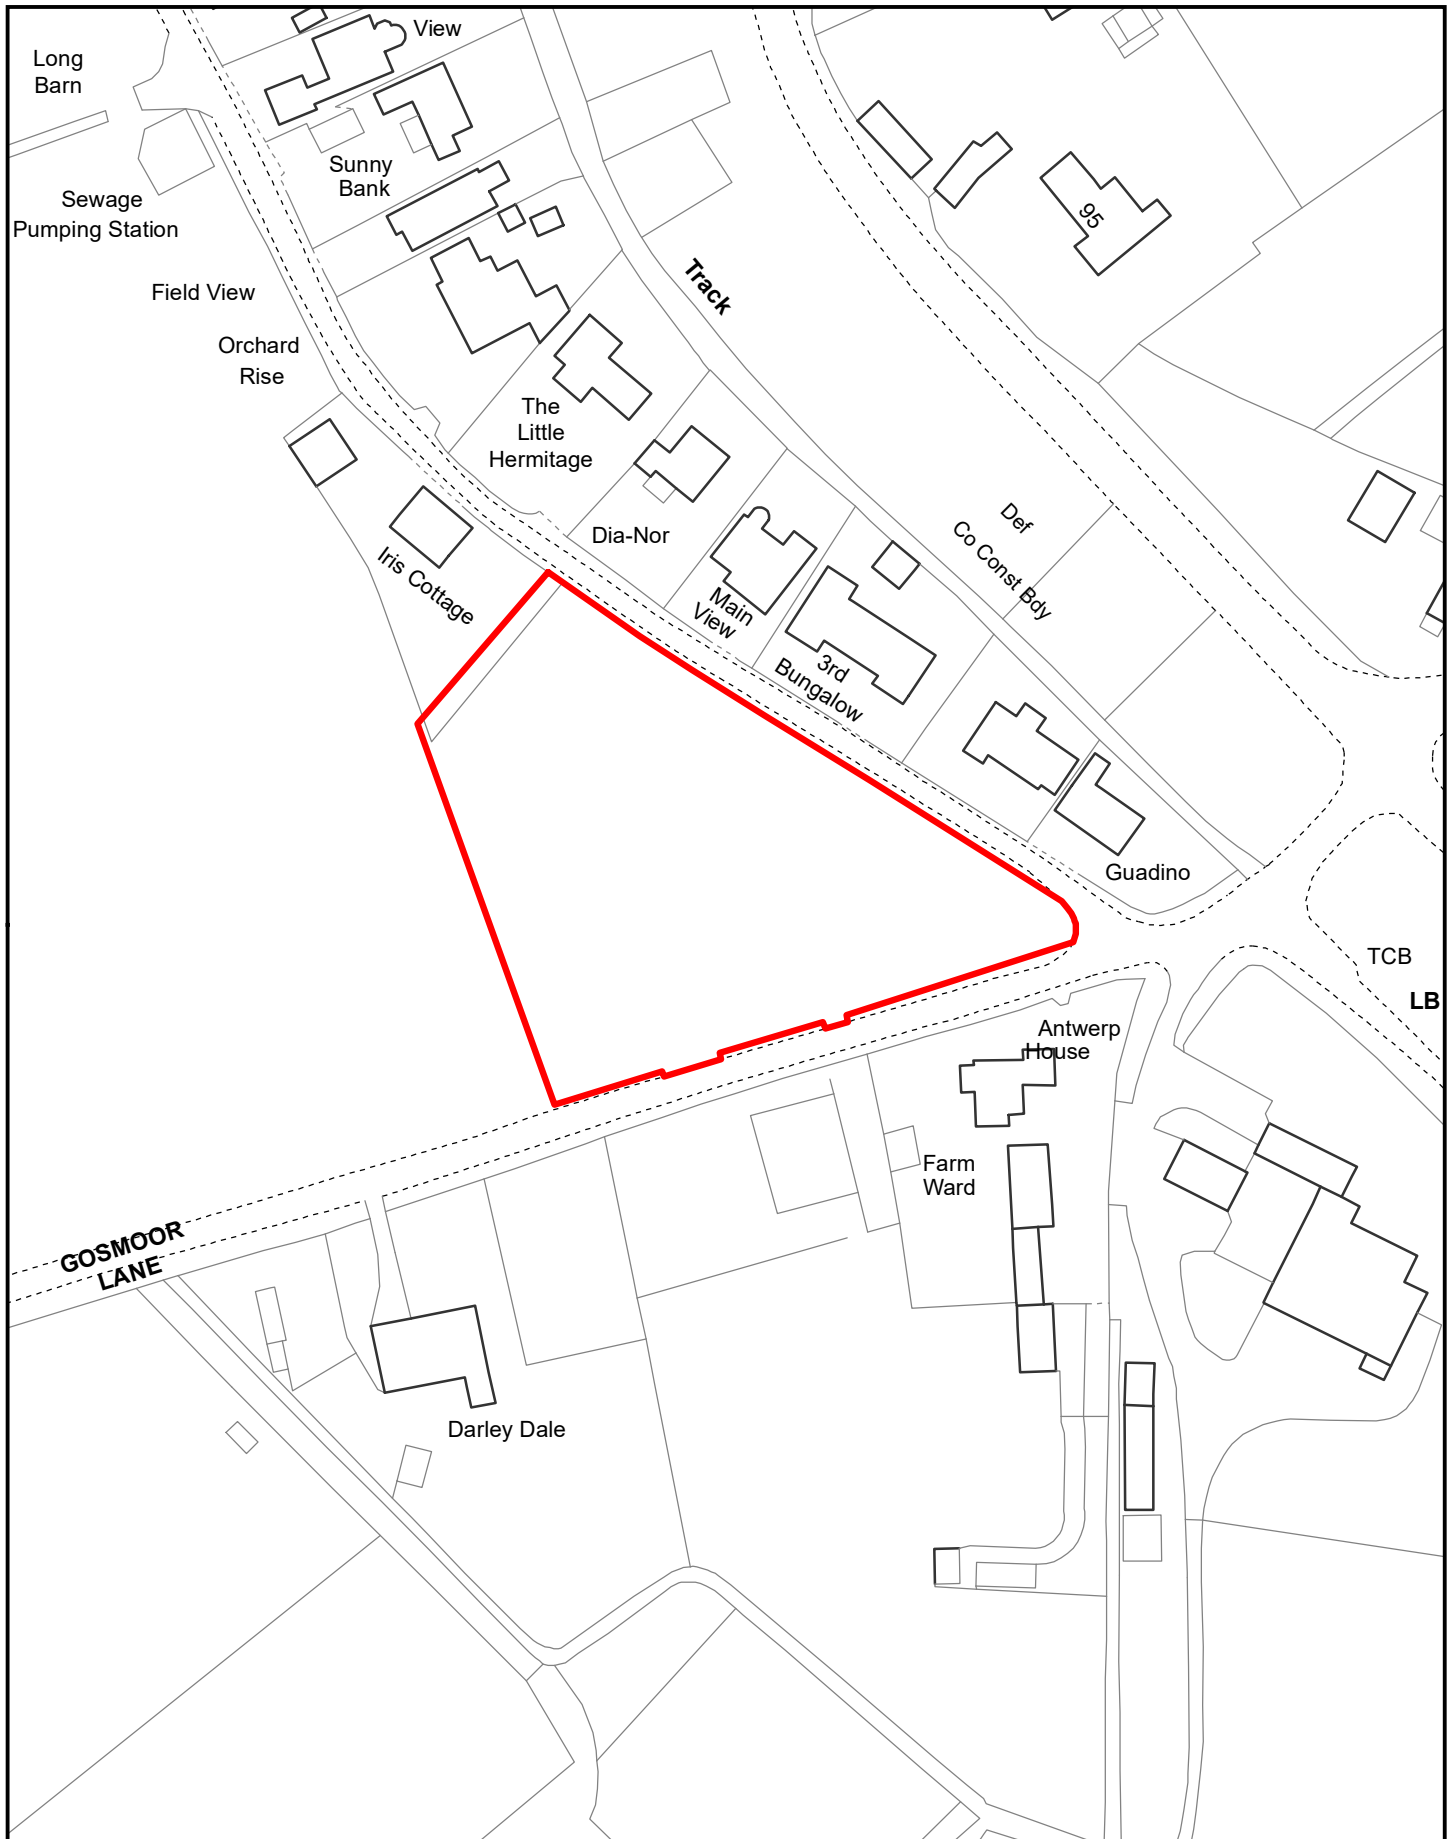 View
Long
Barn
Sunny
Bank
Sewage
Pumping Station
95
Track
Field View
Orchard
Rise
The
Little
Hermitage
Def
Co Const Bdy
Dia-Nor
Iris Cottage
Main
View
3rd
Bungalow
Guadino
TCB
LB
Antwerp
House
Farm
Ward
GOSMOOR
LANE
Darley Dale